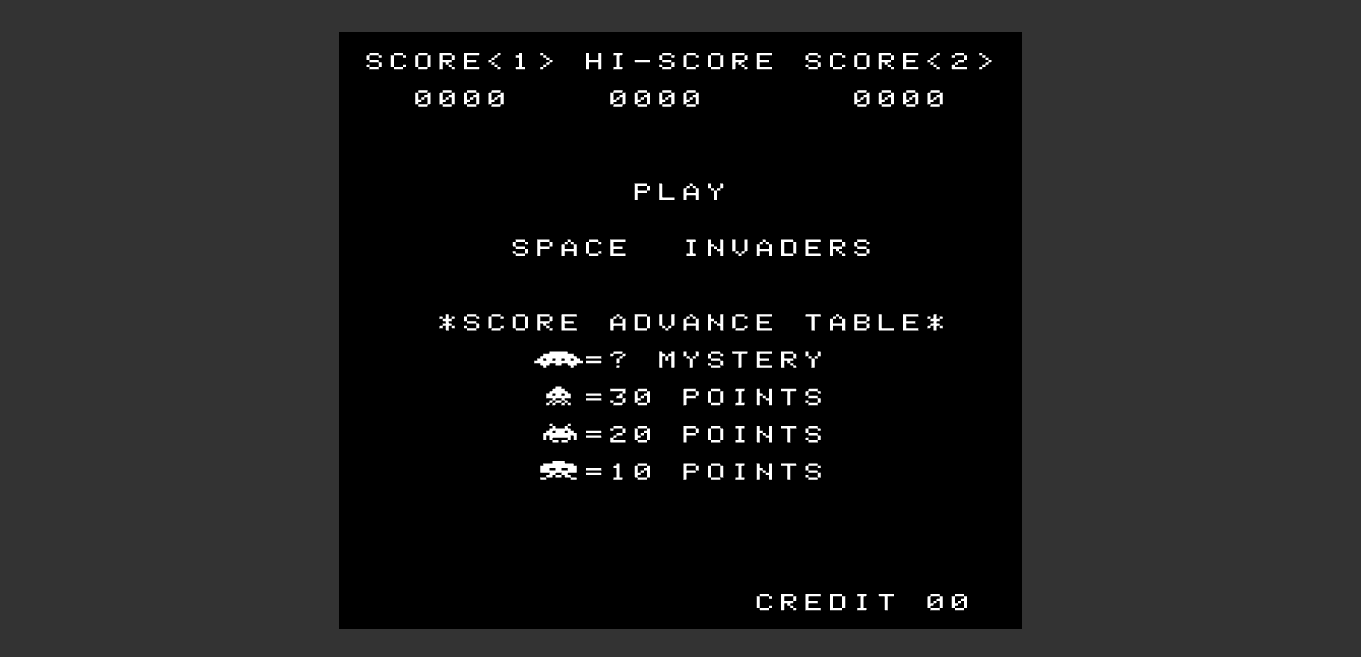 SCORE<1> HI-SCORE SCORE<2>
0000 0000 0000
PLAY
SPACE INVADERS
*SCORE ADVANCE TABLE*
=? MYSTERY
=30 POINTS
=20 POINTS
=10 POINTS
CREDIT 00